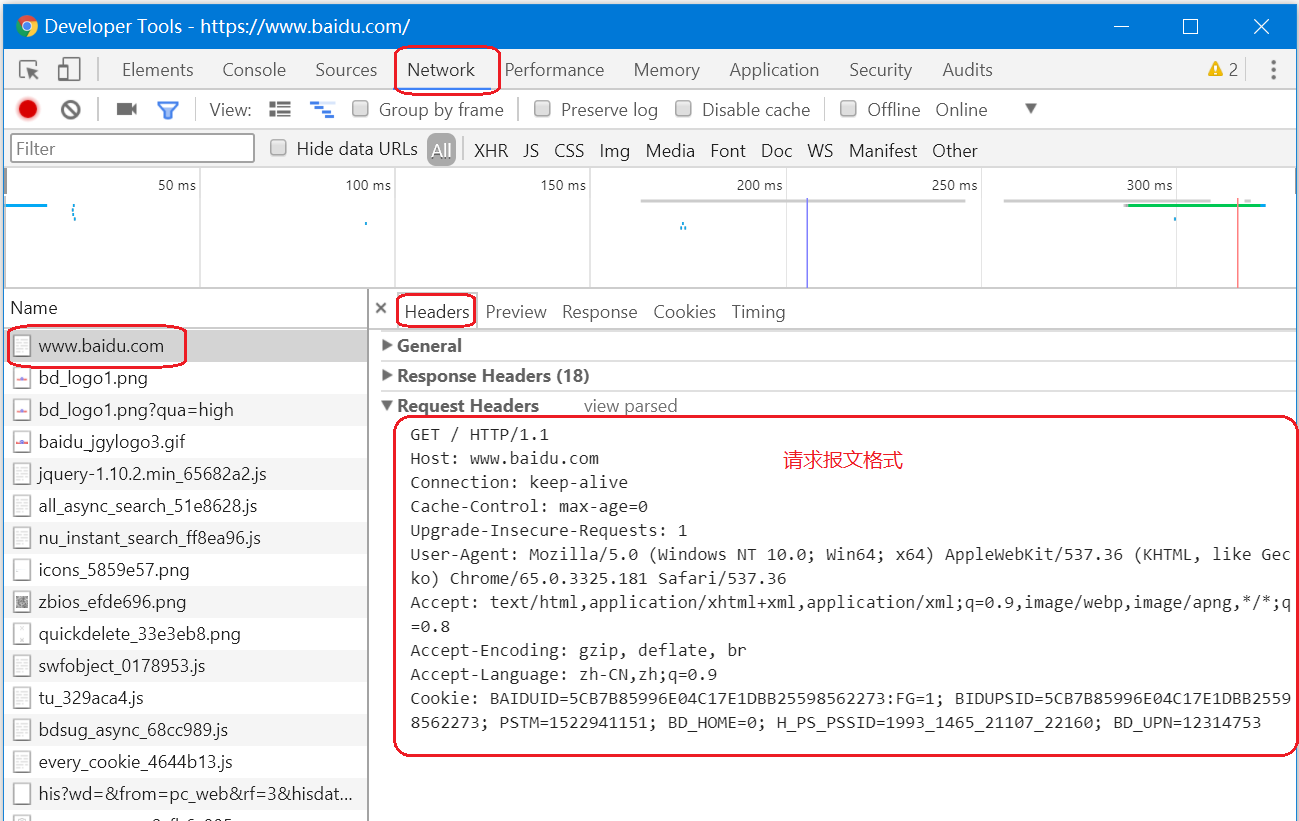 Developer Tools - https://www.baidu.com/
Elements Console Sources Network Performance Memory Application Security Audits 2
View: Group by frame Preserve log Disable cache Offline Online
Filter Hide data URLs All XHR JS CSS Img Media Font Doc WS Manifest Other
50 ms 100 ms 150 ms 200 ms 250 ms 300 ms
Name
www.baidu.com
bd_logo1.png
bd_logo1.png?qua=high
baidu_jgylogo3.gif
jquery-1.10.2.min_65682a2.js
all_async_search_51e8628.js
nu_instant_search_ff8ea96.js
icons_5859e57.png
zbios_efde696.png
quickdelete_33e3eb8.png
swfobject_0178953.js
tu_329aca4.js
bdsug_async_68cc989.js
every_cookie_4644b13.js
his?wd=&from=pc_web&rf=3&hisdat...
Headers Preview Response Cookies Timing
General
Response Headers (18)
Request Headers view parsed
GET / HTTP/1.1
Host: www.baidu.com
请求报文格式
Connection: keep-alive
Cache-Control: max-age=0
Upgrade-Insecure-Requests: 1
User-Agent: Mozilla/5.0 (Windows NT 10.0; Win64; x64) AppleWebKit/537.36 (KHTML, like Gec
ko) Chrome/65.0.3325.181 Safari/537.36
Accept: text/html,application/xhtml+xml,application/xml;q=0.9,image/webp,image/apng,*/*;q
=0.8
Accept-Encoding: gzip, deflate, br
Accept-Language: zh-CN,zh;q=0.9
Cookie: BAIDUID=5CB7B85996E04C17E1DBB25598562273:FG=1; BIDUPSID=5CB7B85996E04C17E1DBB2559
8562273; PSTM=1522941151; BD_HOME=0; H_PS_PSSID=1993_1465_21107_22160; BD_UPN=12314753